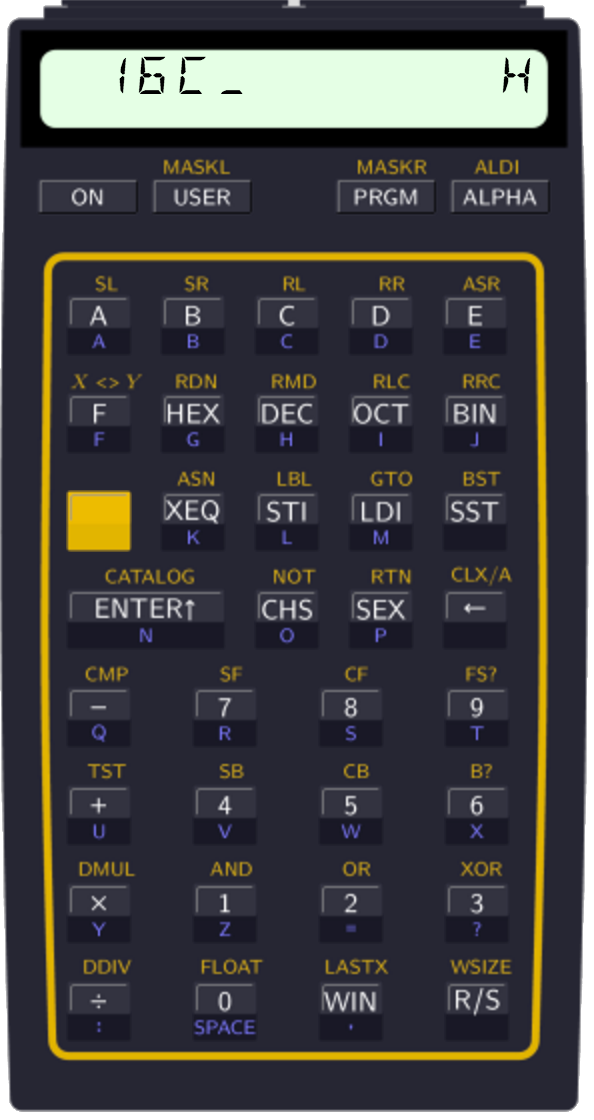 16C_ H
MASKL MASKR ALDI
ON USER PRGM ALPHA
SL SR RL RR ASR
A B C D E
A B C D E
X <> Y RDN RMD RLC RRC
F HEX DEC OCT BIN
F G H I J
ASN LBL GTO BST
XEQ STI LDI SST
K L M
CATALOG NOT RTN CLX/A
ENTER↑ CHS SEX ←
N O P
CMP SF CF FS?
− 7 8 9
Q R S T
TST SB CB B?
+ 4 5 6
U V W X
DMUL AND OR XOR
× 1 2 3
Y Z = ?
DDIV FLOAT LASTX WSIZE
÷ 0 WIN R/S
: SPACE ,